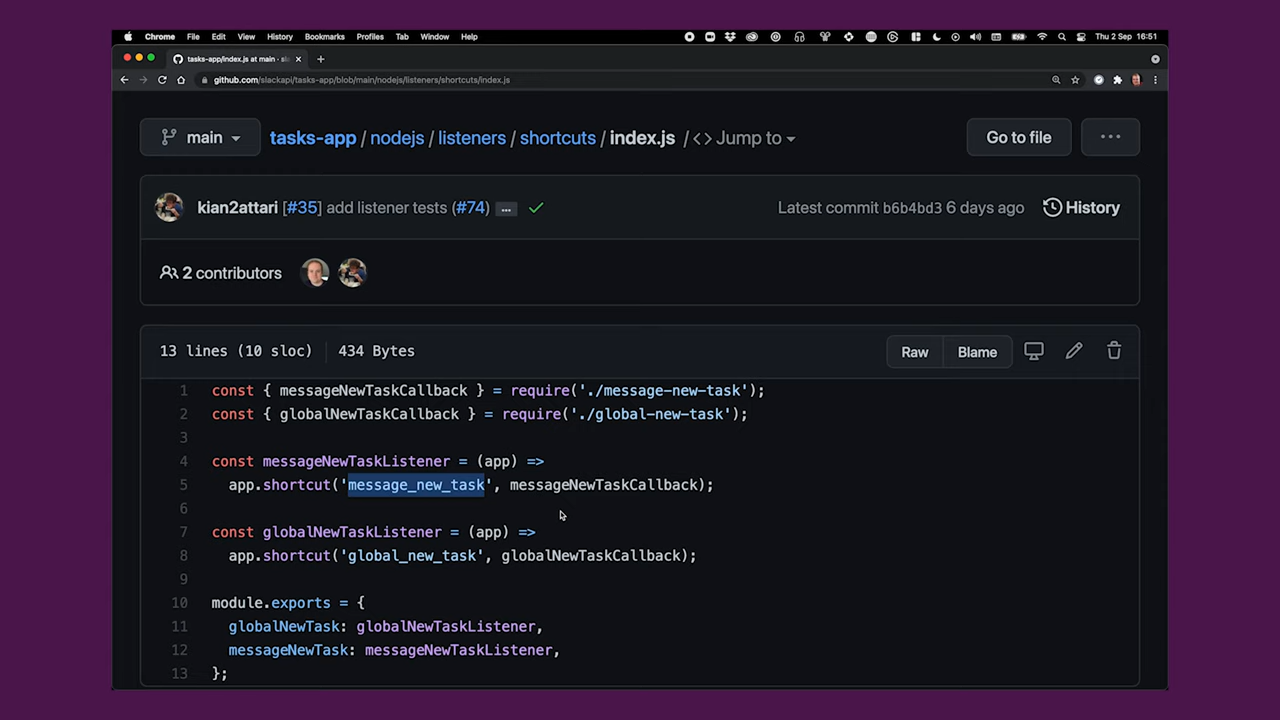 Chrome File Edit View History Bookmarks Profiles Tab Window Help Thu 2 Sep 16:51
tasks-app/index.js at main · sl
github.com/slackapi/tasks-app/blob/main/nodejs/listeners/shortcuts/index.js
main tasks-app / nodejs / listeners / shortcuts / index.js / <> Jump to Go to file ...
kian2attari [#35] add listener tests (#74) ... Latest commit b6b4bd3 6 days ago History
2 contributors
13 lines (10 sloc) 434 Bytes Raw Blame
1 const { messageNewTaskCallback } = require('./message-new-task');
2 const { globalNewTaskCallback } = require('./global-new-task');
3
4 const messageNewTaskListener = (app) =>
5 app.shortcut('message_new_task', messageNewTaskCallback);
6
7 const globalNewTaskListener = (app) =>
8 app.shortcut('global_new_task', globalNewTaskCallback);
9
10 module.exports = {
11 globalNewTask: globalNewTaskListener,
12 messageNewTask: messageNewTaskListener,
13 };